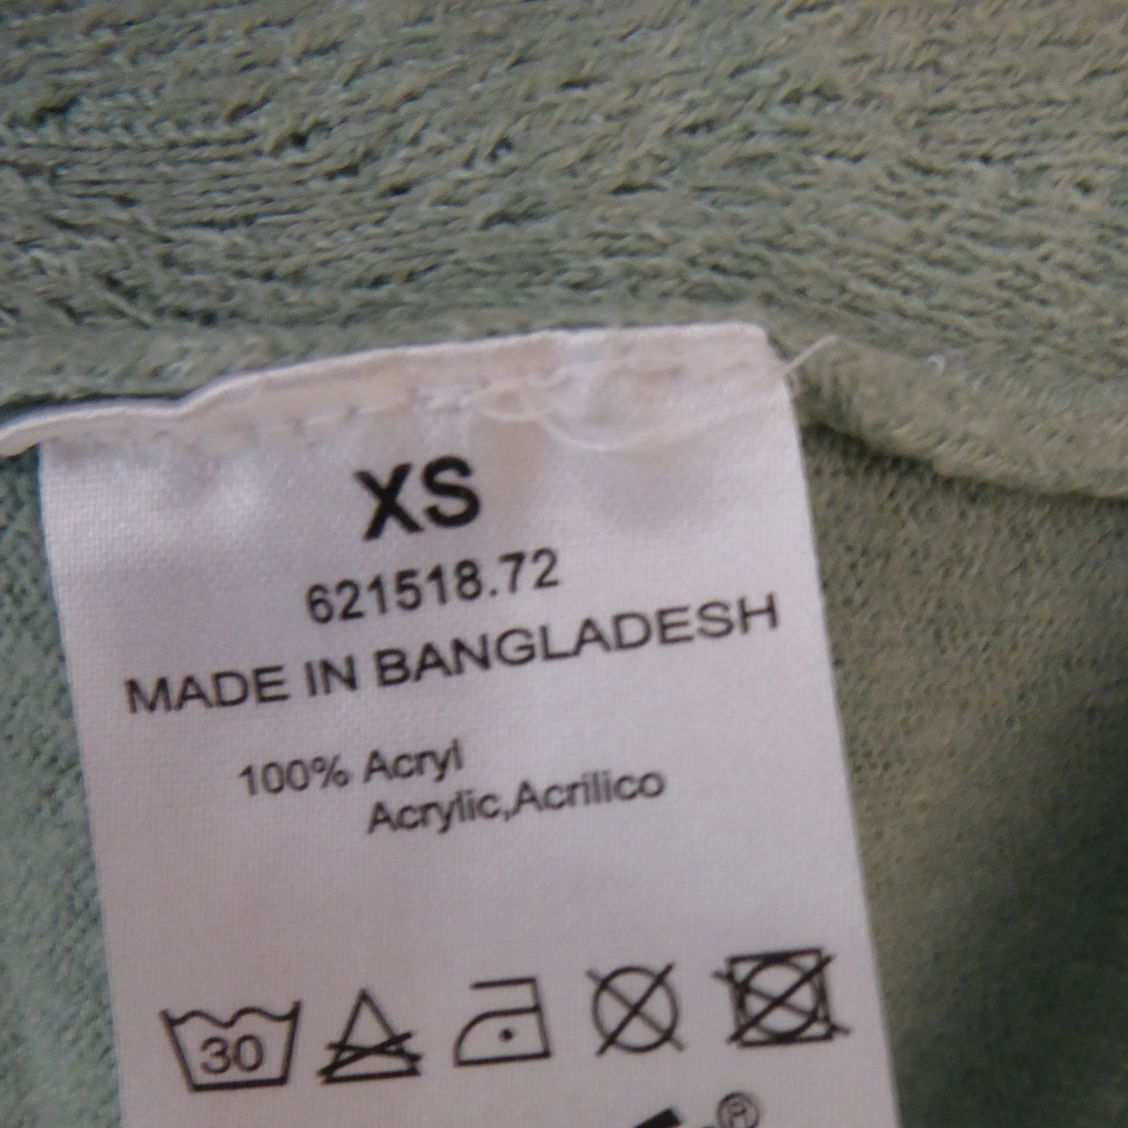 XS
621518.72
MADE IN BANGLADESH
100% Acryl
Acrylic,Acrilico
30
®